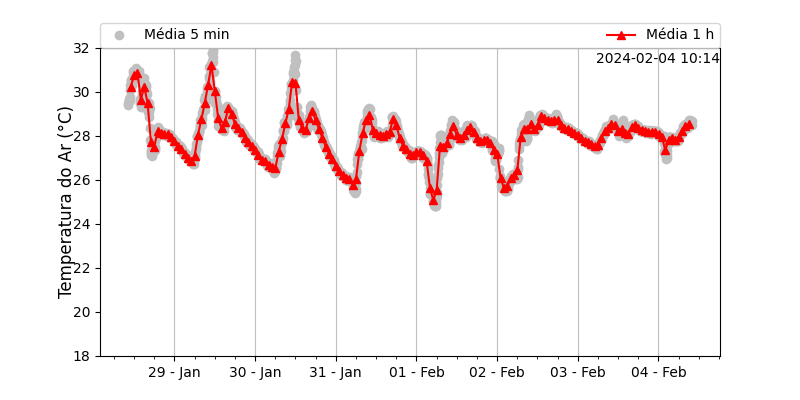 Média 5 min
Média 1 h
2024-02-04 10:14
Temperatura do Ar (°C)
32
30
28
26
24
22
20
18
29 - Jan
30 - Jan
31 - Jan
01 - Feb
02 - Feb
03 - Feb
04 - Feb